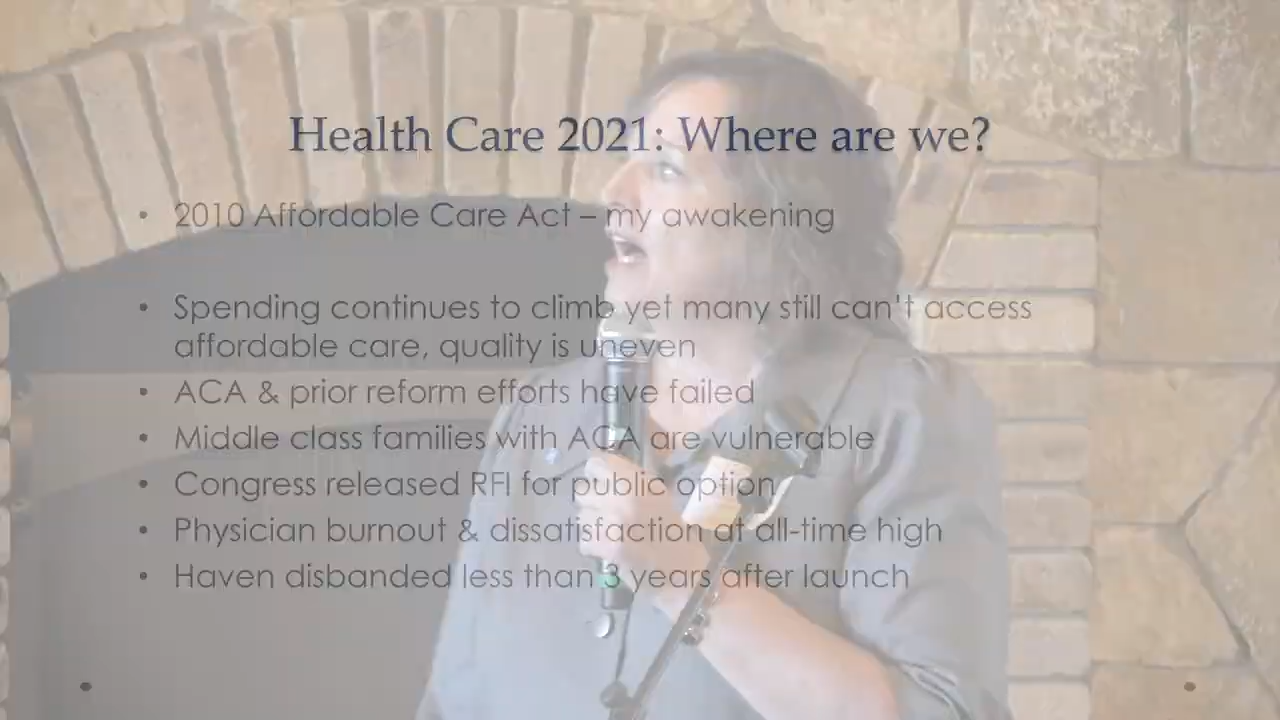 Health Care 2021: Where are we?
• 2010 Affordable Care Act – my awakening
• Spending continues to climb yet many still can't access
affordable care, quality is uneven
• ACA & prior reform efforts have failed
• Middle class families with ACA are vulnerable
• Congress released RFI for public option
• Physician burnout & dissatisfaction at all-time high
• Haven disbanded less than 3 years after launch